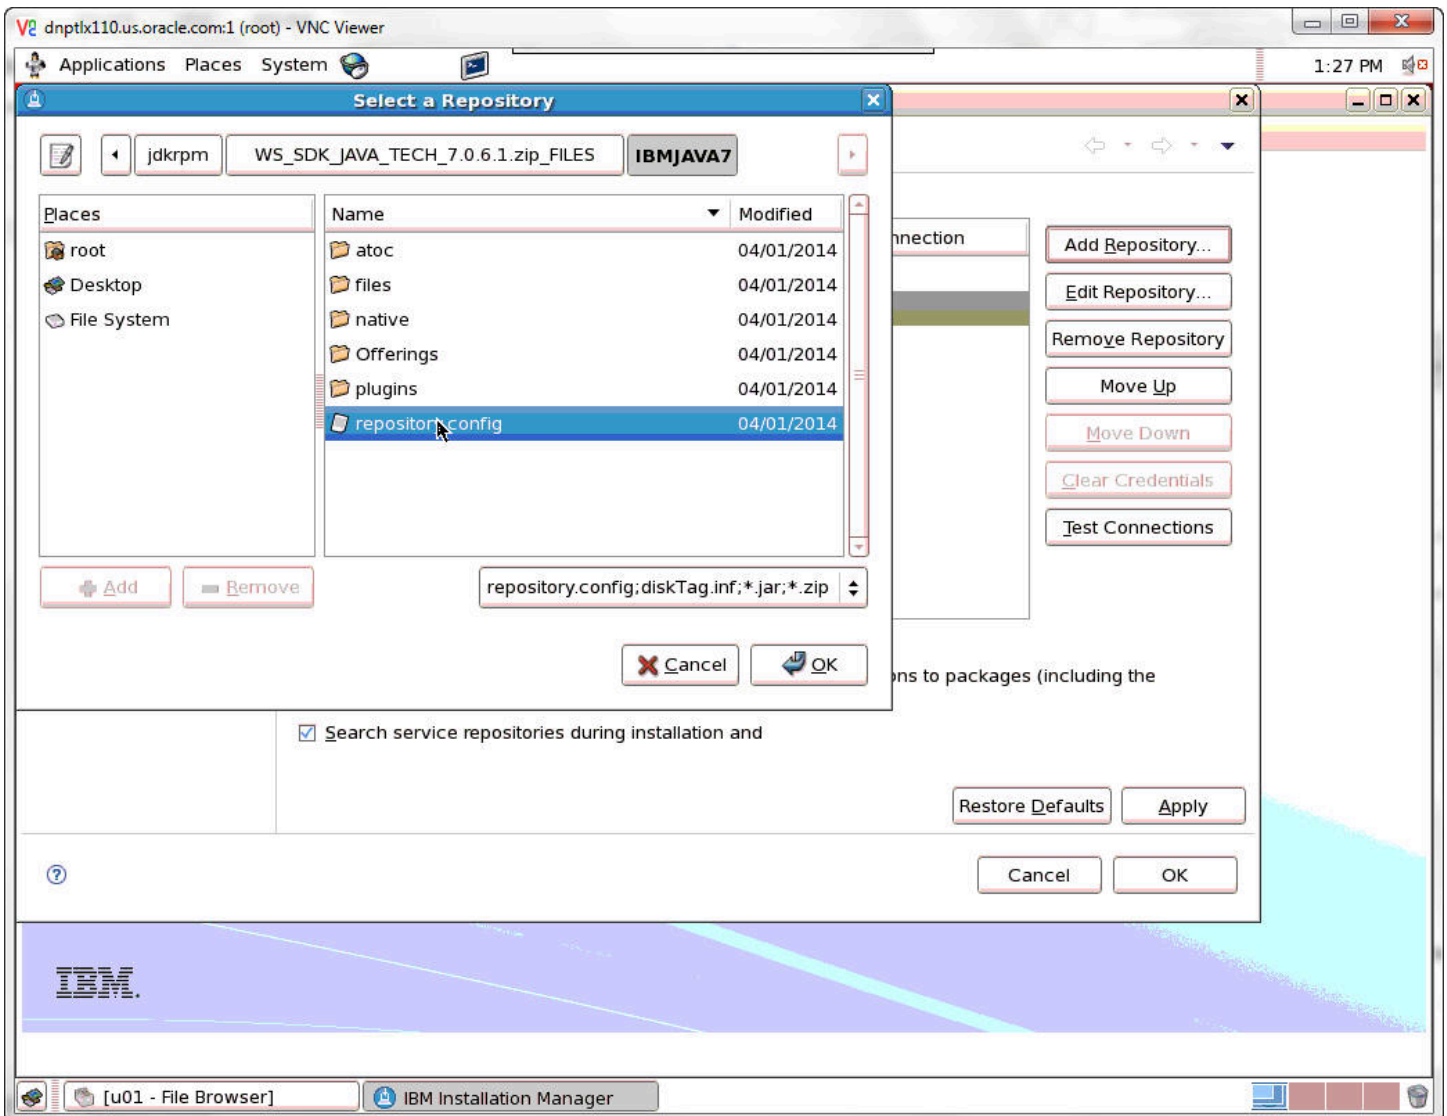 dnptlx110.us.oracle.com:1 (root) - VNC Viewer
Applications Places System 1:27 PM
Select a Repository
jdkrpm WS_SDK_JAVA_TECH_7.0.6.1.zip_FILES IBMJAVA7
Places
root
Desktop
File System
Name Modified
atoc 04/01/2014
files 04/01/2014
native 04/01/2014
Offerings 04/01/2014
plugins 04/01/2014
repository.config 04/01/2014
Add Remove
repository.config;diskTag.inf;*.jar;*.zip
Cancel OK
nnection
Add Repository...
Edit Repository...
Remove Repository
Move Up
Move Down
Clear Credentials
Test Connections
ons to packages (including the
Search service repositories during installation and
Restore Defaults Apply
Cancel OK
IBM.
[u01 - File Browser] IBM Installation Manager